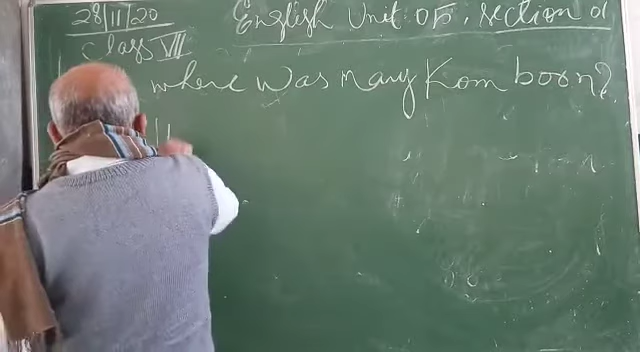 28/11/20
English Unit 05, section 01
class VII
where was Mary Kom born?